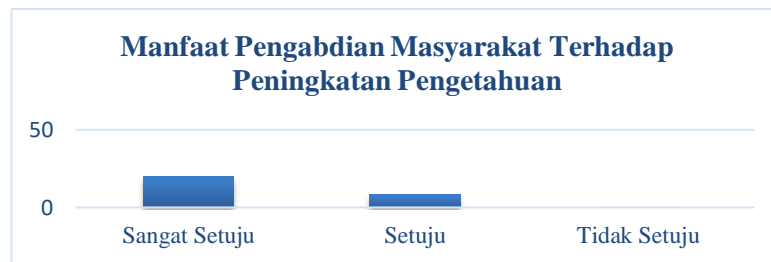 Manfaat Pengabdian Masyarakat Terhadap
Peningkatan Pengetahuan
50
0
Sangat Setuju Setuju Tidak Setuju